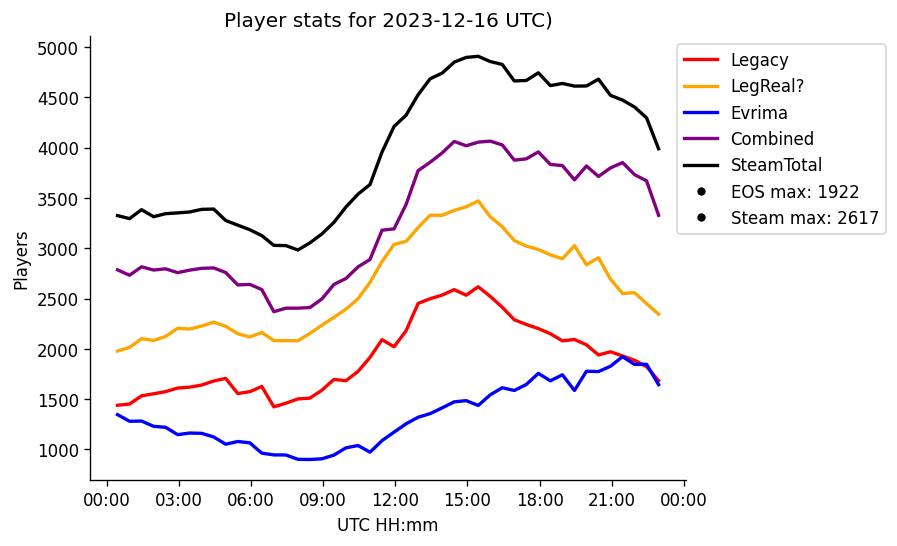 Player stats for 2023-12-16 UTC)
5000
4500
4000
3500
3000
2500
2000
1500
1000
Players
00:00 03:00 06:00 09:00 12:00 15:00 18:00 21:00 00:00
UTC HH:mm
Legacy
LegReal?
Evrima
Combined
SteamTotal
EOS max: 1922
Steam max: 2617